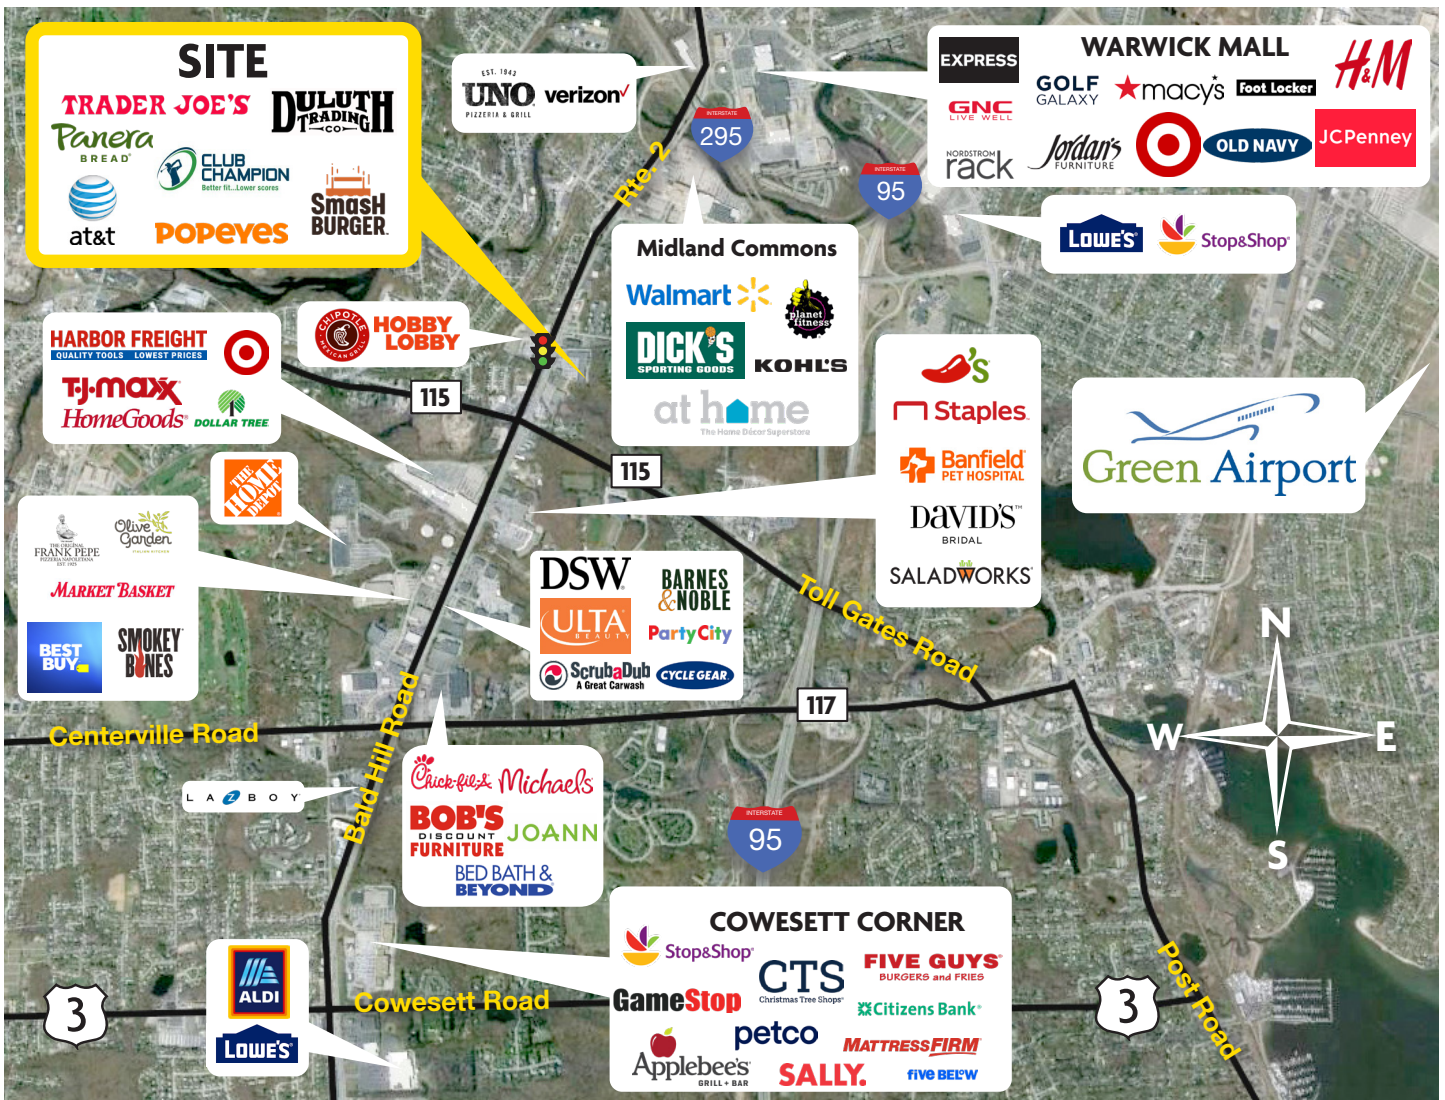 SITE
TRADER JOE'S
DULUTH
TRADING
CO
Panera
BREAD®
CLUB
CHAMPION
Better fit...Lower scores
at&t
POPEYES
SmasH
BURGER
EST. 1943
UNO
PIZZERIA & GRILL
verizon✓
Rte. 2
INTERSTATE
295
INTERSTATE
95
WARWICK MALL
EXPRESS
GOLF
GALAXY
★macy's
Foot Locker
H&M
GNC
LIVE WELL
NORDSTROM
rack
Jordan's
FURNITURE
OLD NAVY
JCPenney
LOWE'S
Stop&Shop®
Midland Commons
Walmart
planet
fitness
DICK'S
SPORTING GOODS
KOHL'S
at home
The Home Décor Superstore
CHIPOTLE
MEXICAN GRILL
HOBBY
LOBBY
HARBOR FREIGHT
QUALITY TOOLS LOWEST PRICES
T·J·maxx
HomeGoods®
DOLLAR TREE
115
115
'S
Staples
Banfield
PET HOSPITAL
DAVID'S™
BRIDAL
SALADWORKS®
Green Airport
THE
HOME
DEPOT
THE ORIGINAL
FRANK PEPE
PIZZERIA NAPOLETANA
EST. 1925
Olive
Garden
ITALIAN KITCHEN
MARKET BASKET
BEST
BUY
SMOKEY
BONES
DSW
BARNES
&NOBLE
ULTA
BEAUTY
PartyCity
ScrubaDub
A Great Carwash
CYCLE GEAR
Toll Gates Road
117
Centerville Road
Bald Hill Road
N
W
E
S
LAZBOY
Chick-fil-A
Michaels
BOB'S
DISCOUNT
FURNITURE
JOANN
BED BATH &
BEYOND
INTERSTATE
95
COWESETT CORNER
Stop&Shop®
CTS
Christmas Tree Shops®
FIVE GUYS®
BURGERS and FRIES
GameStop
Citizens Bank®
petco
Applebee's
GRILL + BAR
MATTRESS FIRM
SALLY.
five BELOW
ALDI
LOWE'S
3
Cowesett Road
3
Post Road